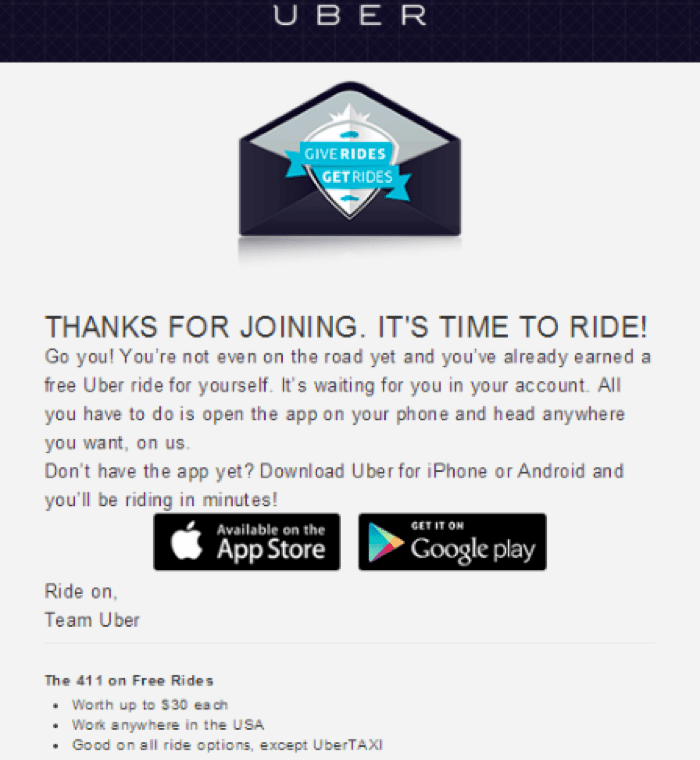 UBER
GIVE RIDES
GET RIDES
THANKS FOR JOINING. IT'S TIME TO RIDE!
Go you! You're not even on the road yet and you've already earned a
free Uber ride for yourself. It's waiting for you in your account. All
you have to do is open the app on your phone and head anywhere
you want, on us.
Don't have the app yet? Download Uber for iPhone or Android and
you'll be riding in minutes!
Available on the
App Store
GET IT ON
Google play
Ride on,
Team Uber
The 411 on Free Rides
• Worth up to $30 each
• Work anywhere in the USA
• Good on all ride options, except UberTAXI